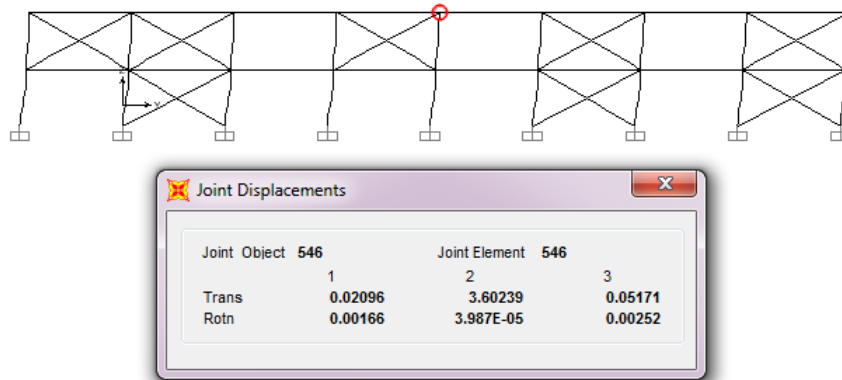 Z
Y
Joint Displacements
Joint Object 546 Joint Element 546
1 2 3
Trans 0.02096 3.60239 0.05171
Rotn 0.00166 3.987E-05 0.00252